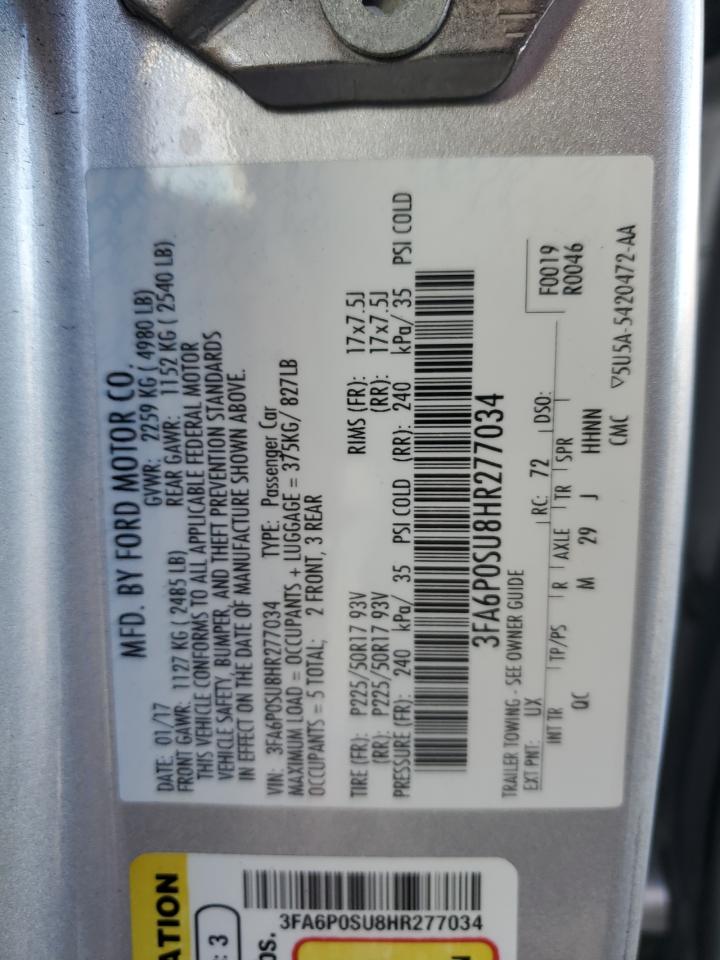 MFD. BY FORD MOTOR CO.
DATE: 01/17 GVWR: 2259 KG ( 4980 LB)
FRONT GAWR: 1127 KG ( 2485 LB) REAR GAWR: 1152 KG ( 2540 LB)
THIS VEHICLE CONFORMS TO ALL APPLICABLE FEDERAL MOTOR
VEHICLE SAFETY, BUMPER, AND THEFT PREVENTION STANDARDS
IN EFFECT ON THE DATE OF MANUFACTURE SHOWN ABOVE.
VIN: 3FA6P0SU8HR277034 TYPE: Passenger Car
MAXIMUM LOAD = OCCUPANTS + LUGGAGE = 375KG/ 827LB
OCCUPANTS = 5 TOTAL; 2 FRONT, 3 REAR
TIRE (FR): P225/50R17 93V RIMS (FR): 17x7.5J
(RR): P225/50R17 93V (RR): 17x7.5J
PRESSURE (FR): 240 kPa/ 35 PSI COLD (RR): 240 kPa/ 35 PSI COLD
3FA6P0SU8HR277034
TRAILER TOWING - SEE OWNER GUIDE
EXT PNT: UX RC: 72 DSO: F0019
R0046
INT TR TP/PS R AXLE TR SPR
QC M 29 J HHNN
CMC ▽5U5A-5420472-AA
ATION
: 3
OS.
3FA6P0SU8HR277034